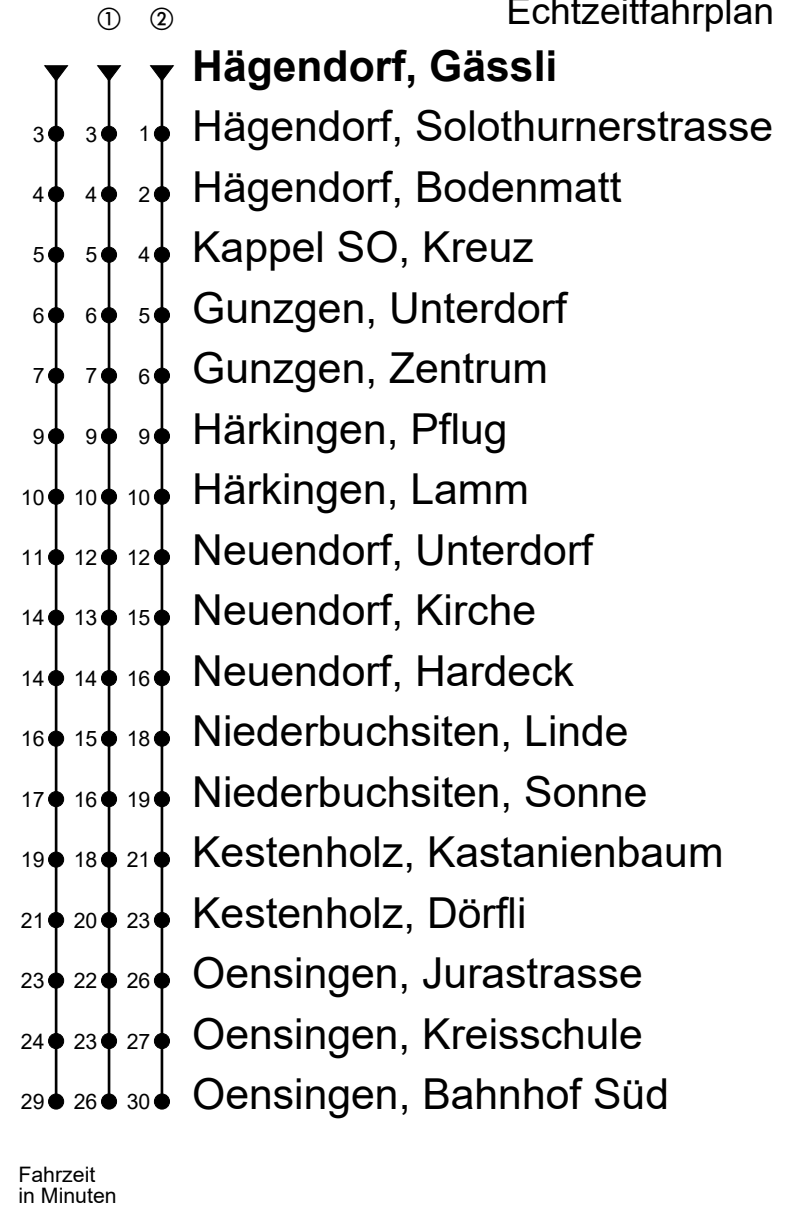 Echtzeitfahrplan
① ②
Hägendorf, Gässli
3 3 1 Hägendorf, Solothurnerstrasse
4 4 2 Hägendorf, Bodenmatt
5 5 4 Kappel SO, Kreuz
6 6 5 Gunzgen, Unterdorf
7 7 6 Gunzgen, Zentrum
9 9 9 Härkingen, Pflug
10 10 10 Härkingen, Lamm
11 12 12 Neuendorf, Unterdorf
14 13 15 Neuendorf, Kirche
14 14 16 Neuendorf, Hardeck
16 15 18 Niederbuchsiten, Linde
17 16 19 Niederbuchsiten, Sonne
19 18 21 Kestenholz, Kastanienbaum
21 20 23 Kestenholz, Dörfli
23 22 26 Oensingen, Jurastrasse
24 23 27 Oensingen, Kreisschule
29 26 30 Oensingen, Bahnhof Süd
Fahrzeit
in Minuten